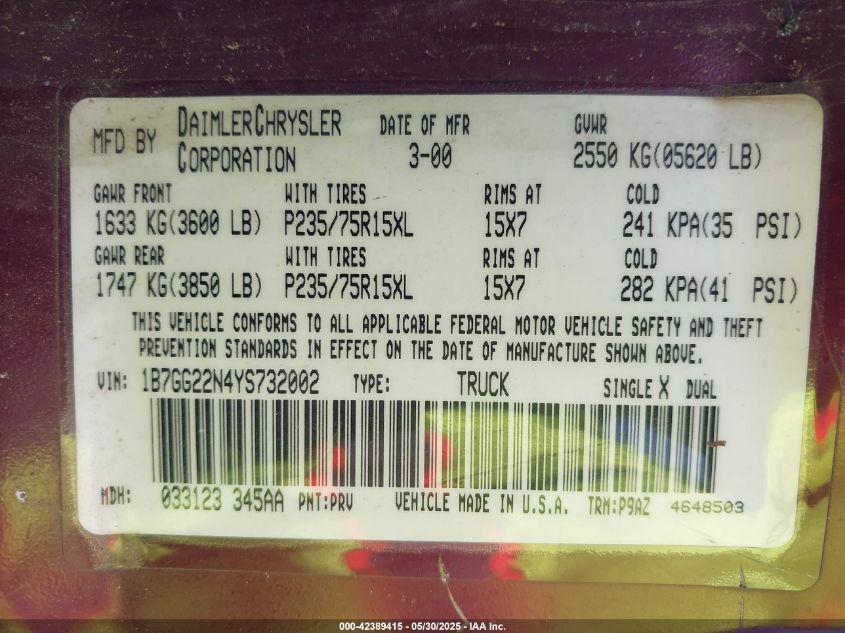 MFD BY DAIMLERCHRYSLER CORPORATION DATE OF MFR 3-00 GVWR 2550 KG(05620 LB)
GAWR FRONT WITH TIRES RIMS AT COLD
1633 KG(3600 LB) P235/75R15XL 15X7 241 KPA(35 PSI)
GAWR REAR WITH TIRES RIMS AT COLD
1747 KG(3850 LB) P235/75R15XL 15X7 282 KPA(41 PSI)
THIS VEHICLE CONFORMS TO ALL APPLICABLE FEDERAL MOTOR VEHICLE SAFETY AND THEFT
PREVENTION STANDARDS IN EFFECT ON THE DATE OF MANUFACTURE SHOWN ABOVE.
VIN: 1B7GG22N4YS732002 TYPE: TRUCK SINGLE X DUAL
MDH: 033123 345AA PNT:PRV VEHICLE MADE IN U.S.A. TRM:P9AZ 4648503
000-42389415 - 05/30/2025 - IAA Inc.